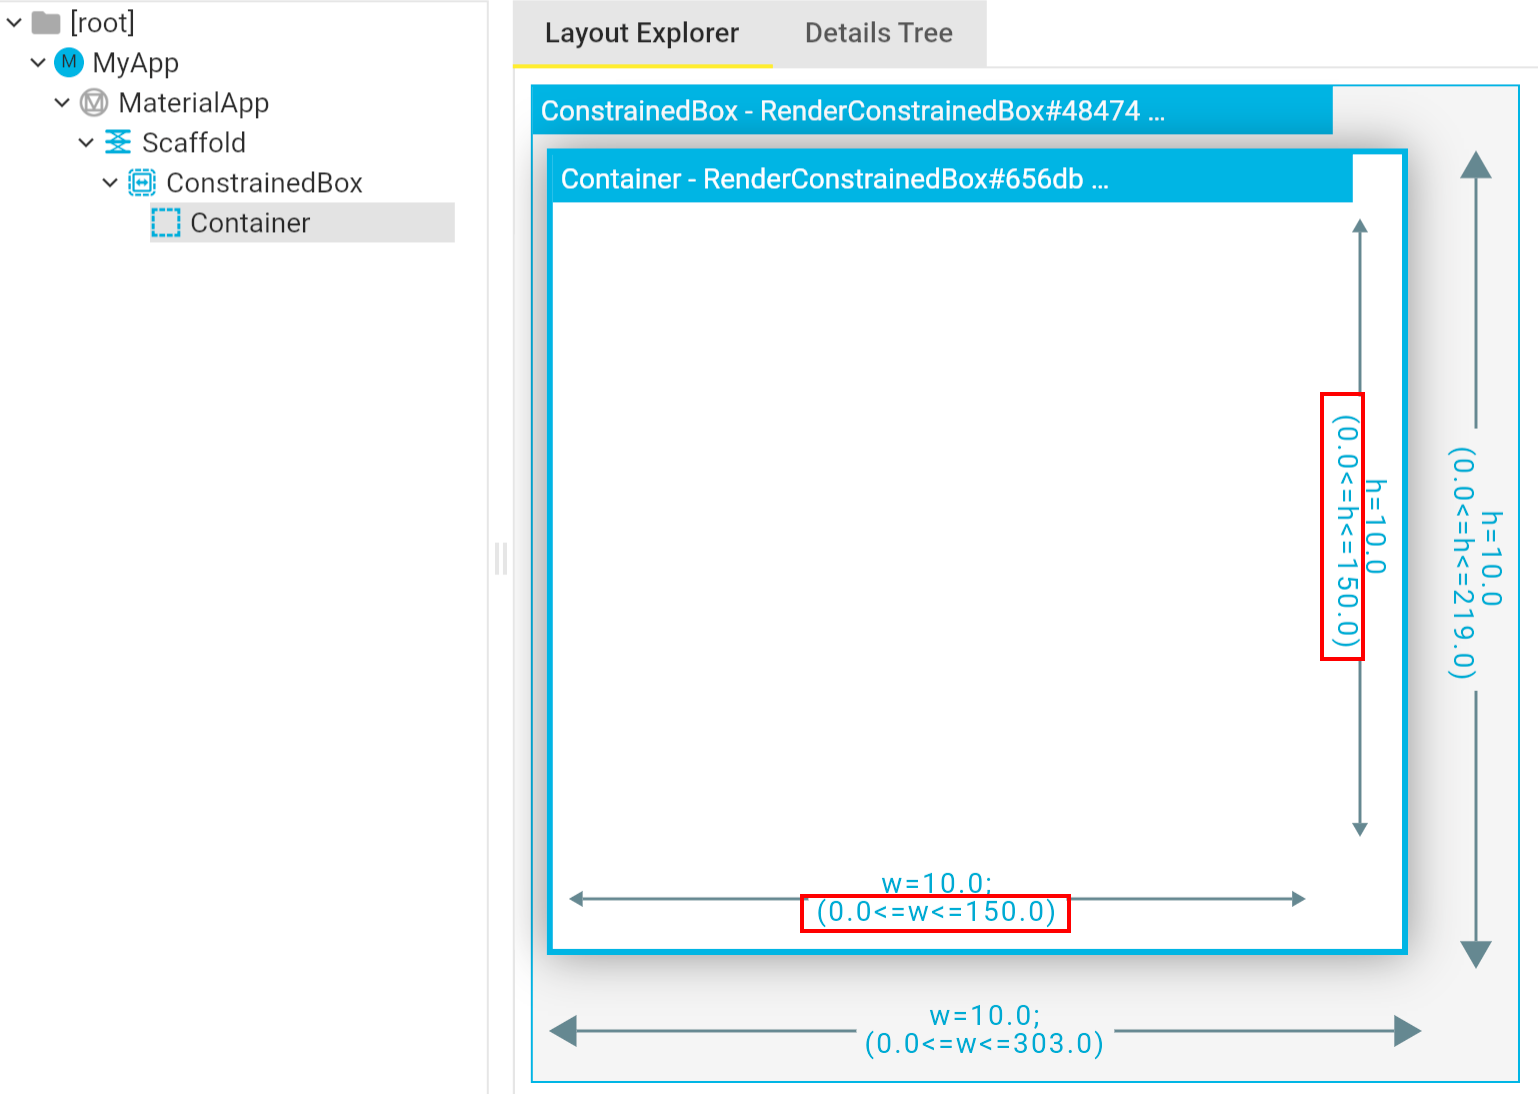 [root]
M MyApp
MaterialApp
Scaffold
ConstrainedBox
Container
Layout Explorer
Details Tree
ConstrainedBox - RenderConstrainedBox#48474 ...
Container - RenderConstrainedBox#656db ...
h=10.0
(0.0<=h<=150.0)
w=10.0;
(0.0<=w<=150.0)
h=10.0
(0.0<=h<=219.0)
w=10.0;
(0.0<=w<=303.0)